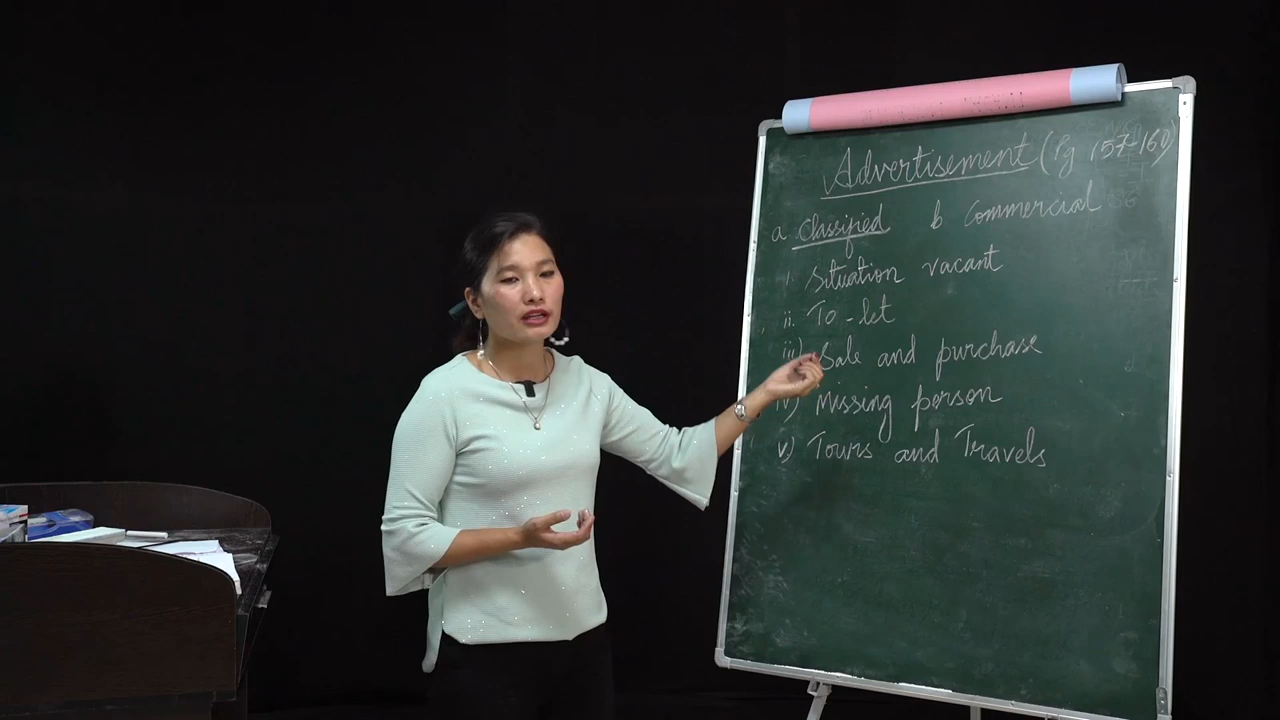 Advertisement (Pg 157-160)
a Classified b Commercial
i. Situation vacant
ii. To-let
iii) Sale and purchase
iv) Missing person
v) Tours and Travels